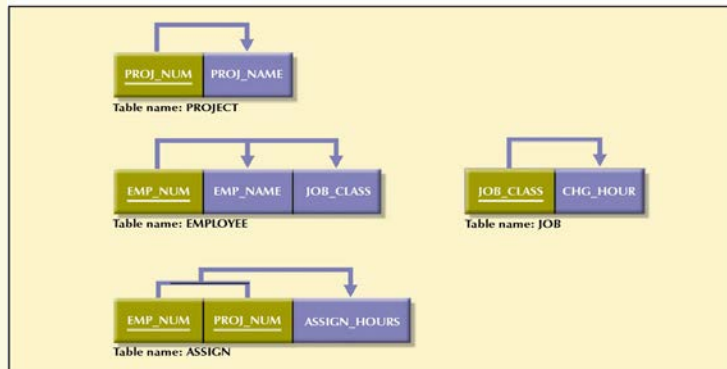 PROJ_NUM PROJ_NAME
Table name: PROJECT
EMP_NUM EMP_NAME JOB_CLASS
Table name: EMPLOYEE
JOB_CLASS CHG_HOUR
Table name: JOB
EMP_NUM PROJ_NUM ASSIGN_HOURS
Table name: ASSIGN